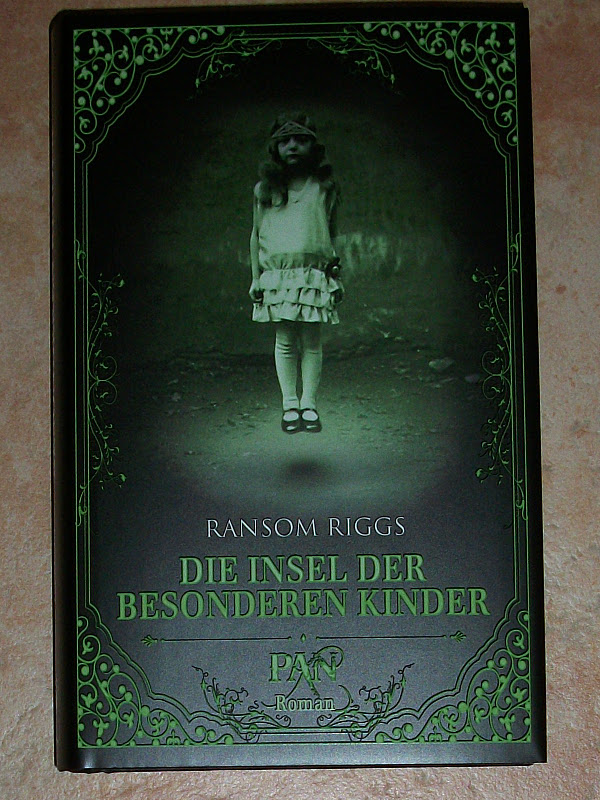 RANSOM RIGGS
DIE INSEL DER
BESONDEREN KINDER
PAN
Roman